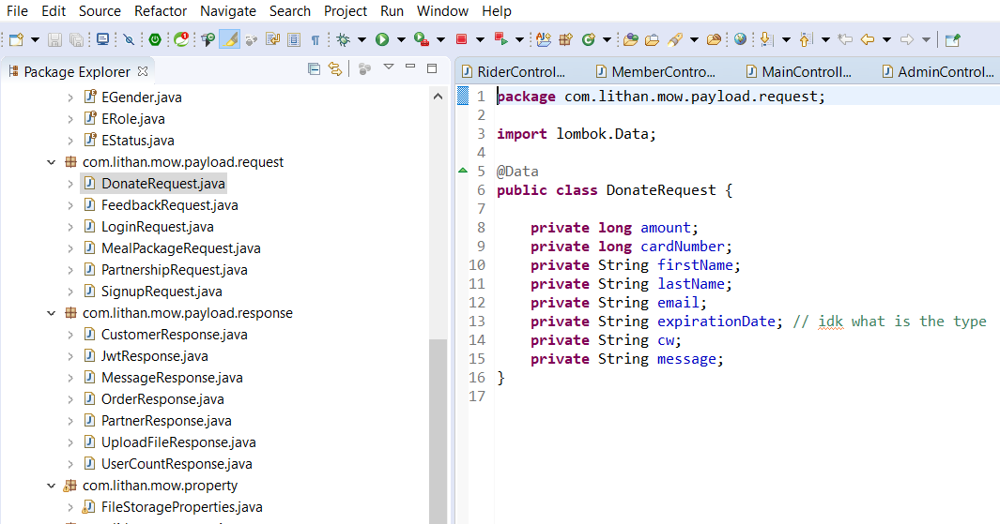 File Edit Source Refactor Navigate Search Project Run Window Help
Package Explorer
EGender.java
ERole.java
EStatus.java
com.lithan.mow.payload.request
DonateRequest.java
FeedbackRequest.java
LoginRequest.java
MealPackageRequest.java
PartnershipRequest.java
SignupRequest.java
com.lithan.mow.payload.response
CustomerResponse.java
JwtResponse.java
MessageResponse.java
OrderResponse.java
PartnerResponse.java
UploadFileResponse.java
UserCountResponse.java
com.lithan.mow.property
FileStorageProperties.java
RiderControl... MemberContro... MainControll... AdminControl...
1 package com.lithan.mow.payload.request;
2
3 import lombok.Data;
4
5 @Data
6 public class DonateRequest {
7
8 private long amount;
9 private long cardNumber;
10 private String firstName;
11 private String lastName;
12 private String email;
13 private String expirationDate; // idk what is the type
14 private String cw;
15 private String message;
16 }
17